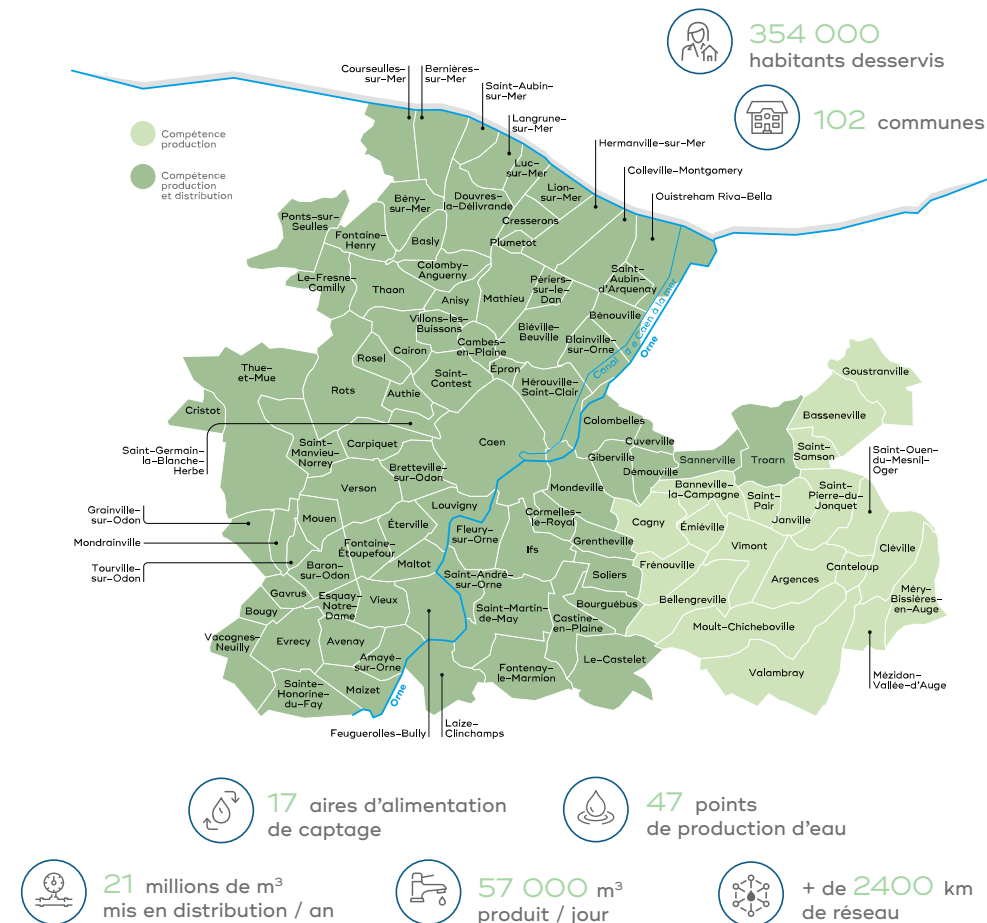 354 000
habitants desservis
102 communes
Courseulles-
sur-Mer
Bernières-
sur-Mer
Saint-Aubin-
sur-Mer
Langrune-
sur-Mer
Hermanville-sur-Mer
Colleville-Montgomery
Ouistreham Riva-Bella
Compétence
production
Compétence
production
et distribution
Luc-
sur-Mer
Lion-
sur-Mer
Bény-
sur-Mer
Douvres-
la-Délivrande
Cresserons
Ponts-sur-
Seulles
Fontaine-
Henry
Basly
Plumetot
Colomby-
Anguerny
Le-Fresne-
Camilly
Thaon
Anisy
Mathieu
Périers-
sur-le-
Dan
Saint-
Aubin-
d'Arquenay
Bénouville
Villons-les-
Buissons
Cambes-
en-Plaine
Biéville-
Beuville
Blainville-
sur-Orne
Canal de Caen à la mer
Orne
Rosel
Cairon
Saint-
Contest
Épron
Hérouville-
Saint-Clair
Thue-
et-Mue
Rots
Authie
Cristot
Goustranville
Basseneville
Saint-Germain-
la-Blanche-
Herbe
Saint-
Manvieu-
Norrey
Carpiquet
Caen
Colombelles
Cuverville
Giberville
Démouville
Sannerville
Troarn
Saint-
Samson
Saint-Ouen-
du-Mesnil-
Oger
Bretteville-
sur-Odon
Verson
Mondeville
Banneville-
la-Campagne
Saint-
Pair
Saint-
Pierre-du-
Jonquet
Janville
Grainville-
sur-Odon
Mouen
Éterville
Louvigny
Fleury-
sur-Orne
Cormelles-
le-Royal
Ifs
Grentheville
Cagny
Émiéville
Vimont
Cléville
Mondrainville
Fontaine-
Étoupefour
Tourville-
sur-Odon
Baron-
sur-Odon
Maltot
Saint-André-
sur-Orne
Soliers
Frénouville
Argences
Canteloup
Méry-
Bissières-
en-Auge
Gavrus
Esquay-
Notre-
Dame
Vieux
Bourguébus
Bellengreville
Bougy
Saint-Martin-
de-May
Castine-
en-Plaine
Moult-Chicheboville
Vacognes-
Neuilly
Evrecy
Avenay
Amayé-
sur-Orne
Fontenay-
le-Marmion
Le-Castelet
Valambray
Mézidon-
Vallée-d'Auge
Sainte-
Honorine-
du-Fay
Maizet
Orne
Feuguerolles-Bully
Laize-
Clinchamps
17 aires d'alimentation
de captage
47 points
de production d'eau
21 millions de m³
mis en distribution / an
57 000 m³
produit / jour
+ de 2400 km
de réseau